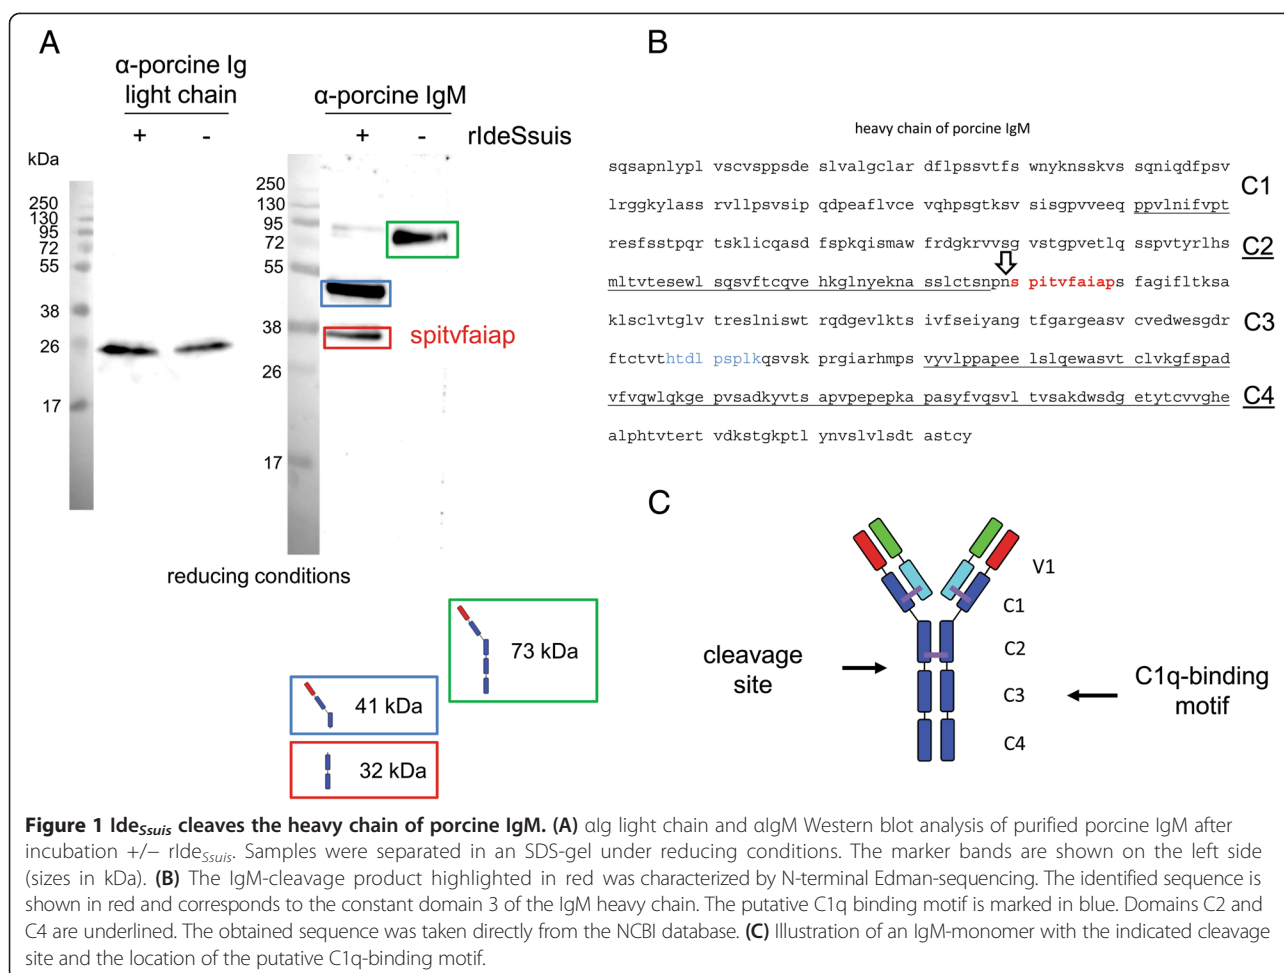 A
α-porcine Ig
light chain
+ -
kDa
250
130
95
72
55
38
26
17
α-porcine IgM
+ - rIdeSsuis
250
130
95
72
55
38
26
17
spitvfaiap
reducing conditions
73 kDa
41 kDa
32 kDa
B
heavy chain of porcine IgM
sqsapnlypl vscvsppsde slvalgclar dflpssvtfs wnyknsskvs sqniqdfpsv
C1
lrggkylass rvllpsvsip qdpeaflvce vqhpsgtksv sisgpvveeq ppvlnifvpt
resfsstpqr tsklicqasd fspkqismaw frdgkrvvsg vstgpvetlq sspvtyrlhs C2
mltvtesewl sqsvftcqve hkglnyekna sslctsnpns pitvfaiaps fagifltksa
klsclvtglv treslniswt rqdgevlkts ivfseiyang tfgargeasv cvedwesgdr C3
ftctvthtdl psplkqsvsk prgiarhmps vyvlppapee lslqewasvt clvkgfspad
vfvqwlqkge pvsadkyvts apvpepepka pasyfvqsvl tvsakdwsdg etytcvvghe C4
alphtvtert vdkstgkptl ynvslvlsdt astcy
C
V1
C1
C2
C3
C4
cleavage
site
C1q-binding
motif
Figure 1 IdeSsuis cleaves the heavy chain of porcine IgM. (A) αIg light chain and αIgM Western blot analysis of purified porcine IgM after
incubation +/− rIdeSsuis. Samples were separated in an SDS-gel under reducing conditions. The marker bands are shown on the left side
(sizes in kDa). (B) The IgM-cleavage product highlighted in red was characterized by N-terminal Edman-sequencing. The identified sequence is
shown in red and corresponds to the constant domain 3 of the IgM heavy chain. The putative C1q binding motif is marked in blue. Domains C2 and
C4 are underlined. The obtained sequence was taken directly from the NCBI database. (C) Illustration of an IgM-monomer with the indicated cleavage
site and the location of the putative C1q-binding motif.